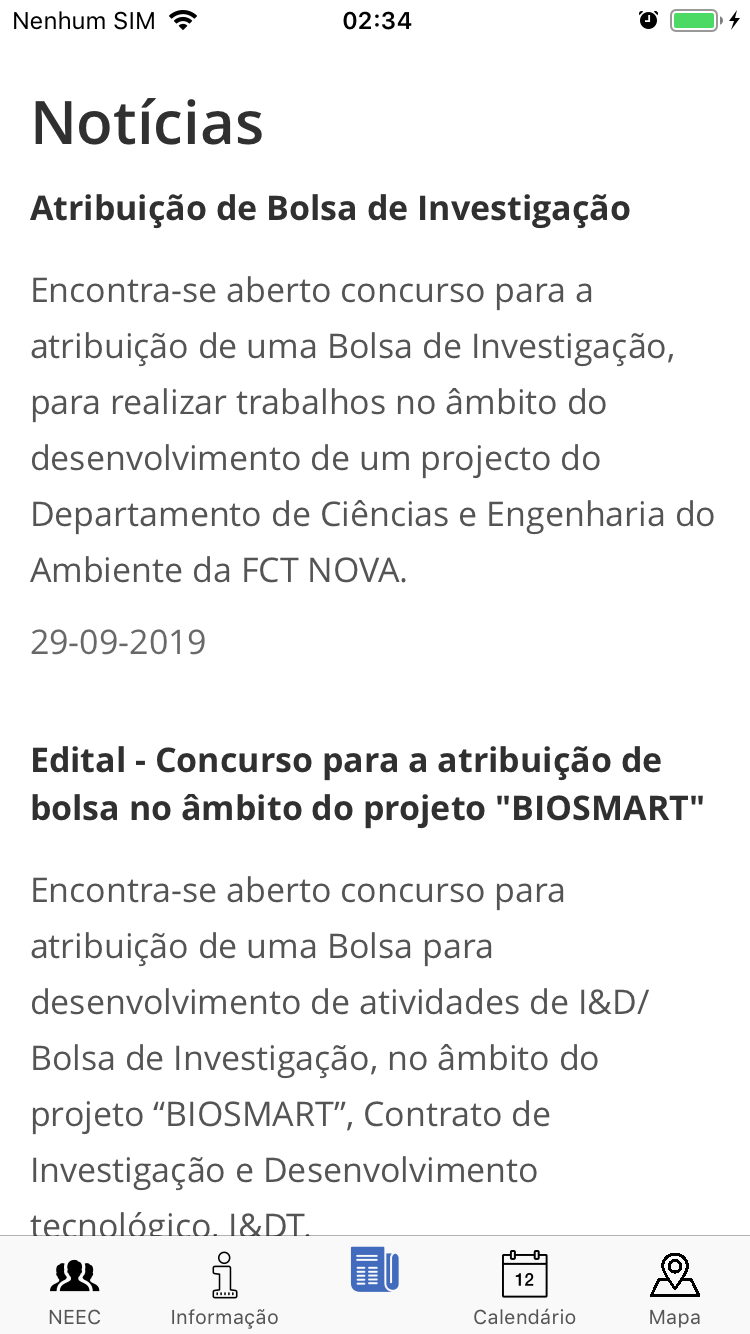 Nenhum SIM 02:34
Notícias
Atribuição de Bolsa de Investigação
Encontra-se aberto concurso para a
atribuição de uma Bolsa de Investigação,
para realizar trabalhos no âmbito do
desenvolvimento de um projecto do
Departamento de Ciências e Engenharia do
Ambiente da FCT NOVA.
29-09-2019
Edital - Concurso para a atribuição de
bolsa no âmbito do projeto "BIOSMART"
Encontra-se aberto concurso para
atribuição de uma Bolsa para
desenvolvimento de atividades de I&D/
Bolsa de Investigação, no âmbito do
projeto “BIOSMART”, Contrato de
Investigação e Desenvolvimento
tecnológico, I&DT.
12
NEEC Informação Calendário Mapa